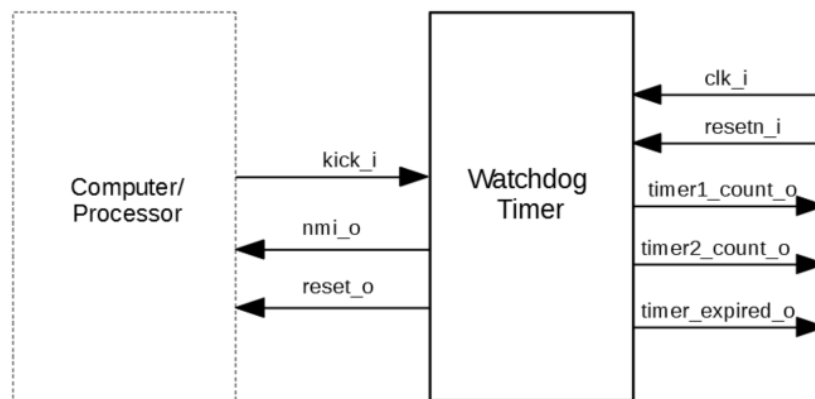 Computer/
Processor
kick_i
nmi_o
reset_o
Watchdog
Timer
clk_i
resetn_i
timer1_count_o
timer2_count_o
timer_expired_o